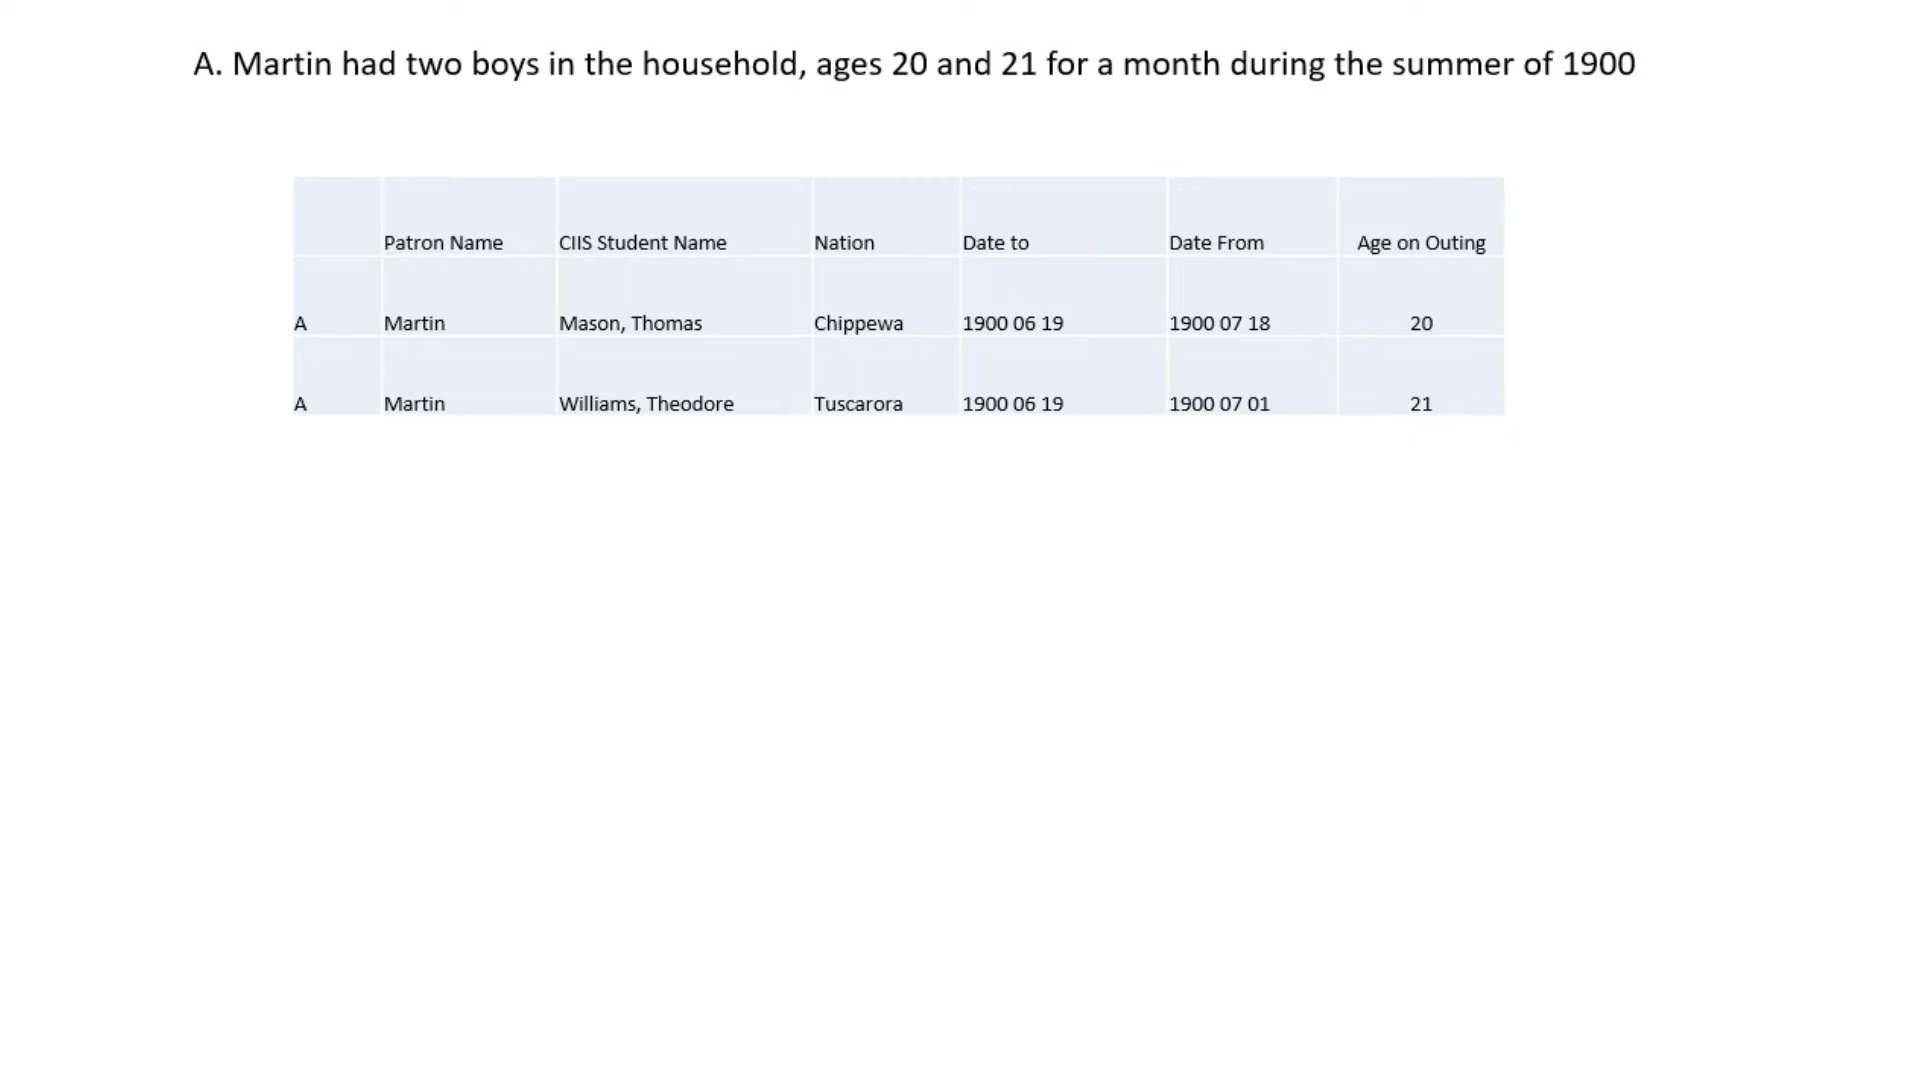 A. Martin had two boys in the household, ages 20 and 21 for a month during the summer of 1900
Patron Name CIIS Student Name Nation Date to Date From Age on Outing
A Martin Mason, Thomas Chippewa 1900 06 19 1900 07 18 20
A Martin Williams, Theodore Tuscarora 1900 06 19 1900 07 01 21